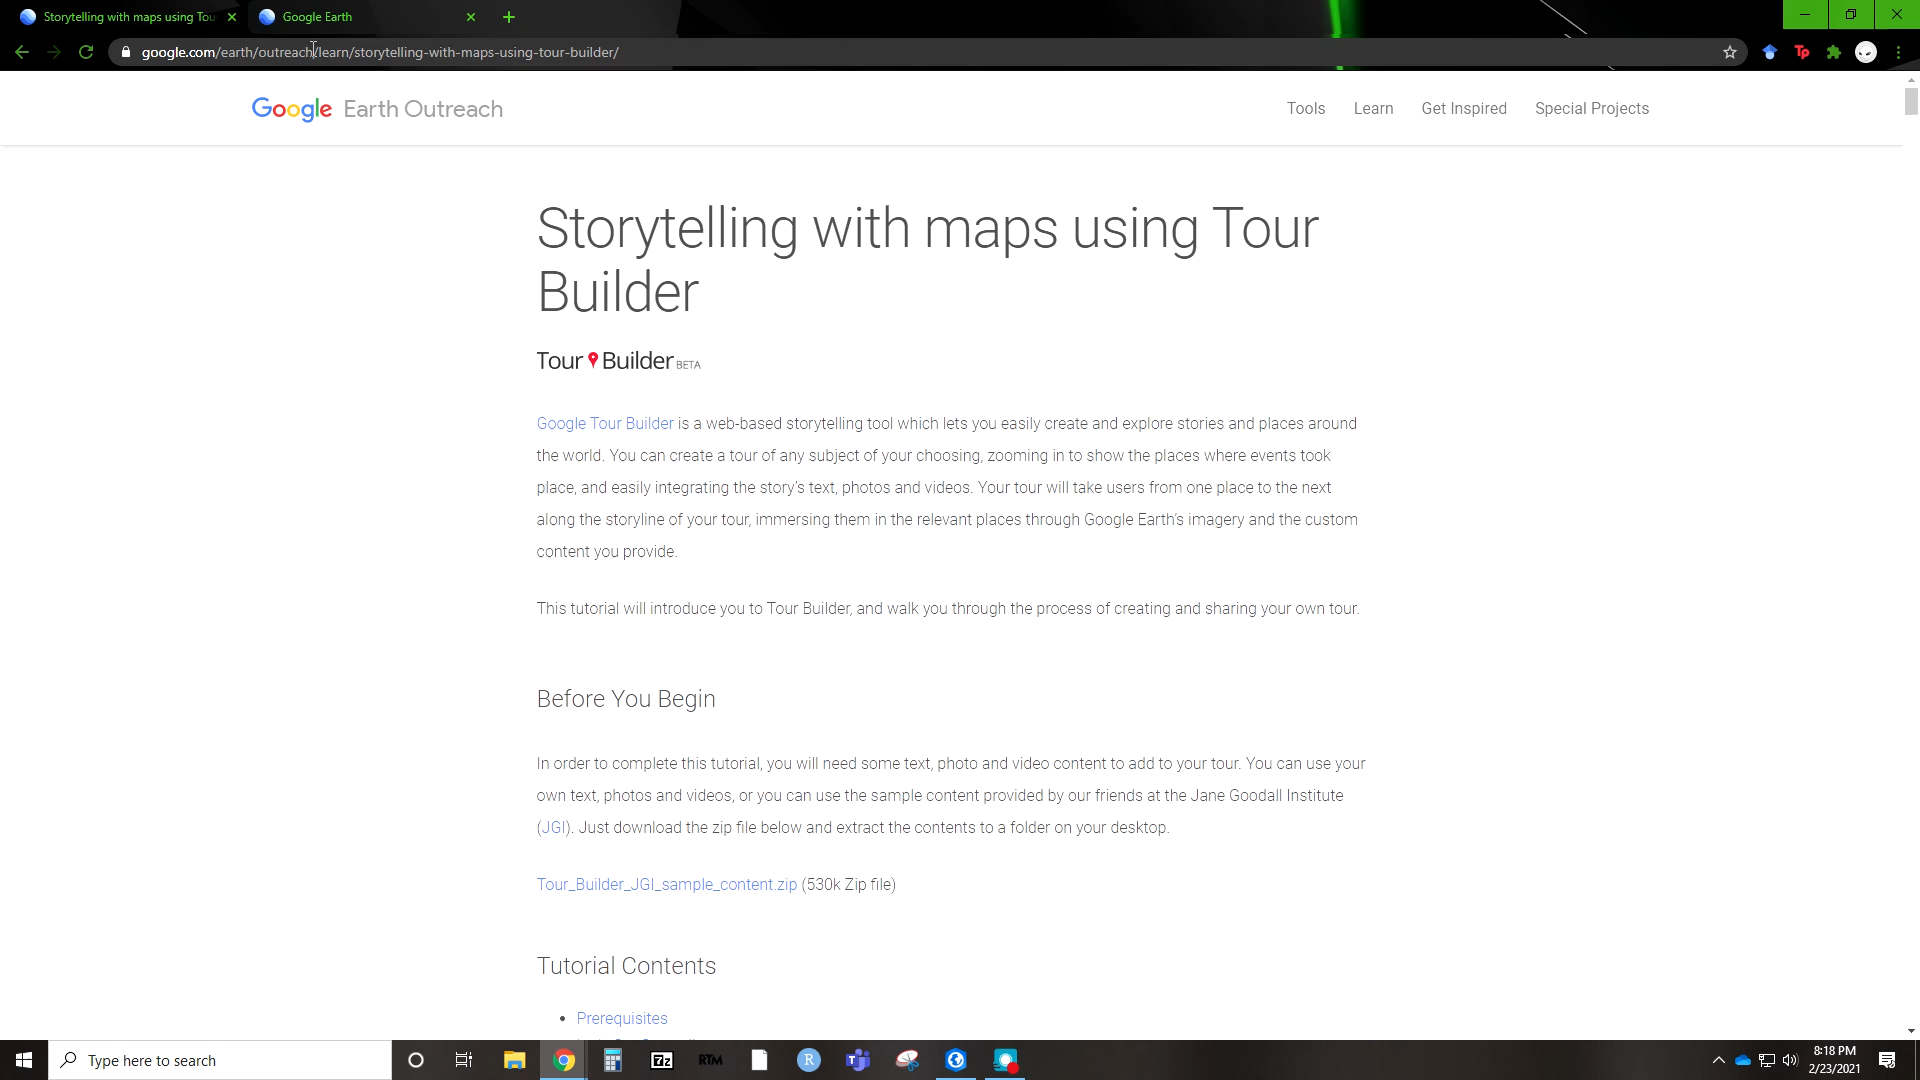 Storytelling with maps using Tou
Google Earth
google.com/earth/outreach/learn/storytelling-with-maps-using-tour-builder/
Tp
Google Earth Outreach
Tools
Learn
Get Inspired
Special Projects
Storytelling with maps using Tour
Builder
Tour Builder BETA
Google Tour Builder is a web-based storytelling tool which lets you easily create and explore stories and places around
the world. You can create a tour of any subject of your choosing, zooming in to show the places where events took
place, and easily integrating the story's text, photos and videos. Your tour will take users from one place to the next
along the storyline of your tour, immersing them in the relevant places through Google Earth's imagery and the custom
content you provide.
This tutorial will introduce you to Tour Builder, and walk you through the process of creating and sharing your own tour.
Before You Begin
In order to complete this tutorial, you will need some text, photo and video content to add to your tour. You can use your
own text, photos and videos, or you can use the sample content provided by our friends at the Jane Goodall Institute
(JGI). Just download the zip file below and extract the contents to a folder on your desktop.
Tour_Builder_JGI_sample_content.zip (530k Zip file)
Tutorial Contents
• Prerequisites
Type here to search
7z
RTM
R
8:18 PM
2/23/2021